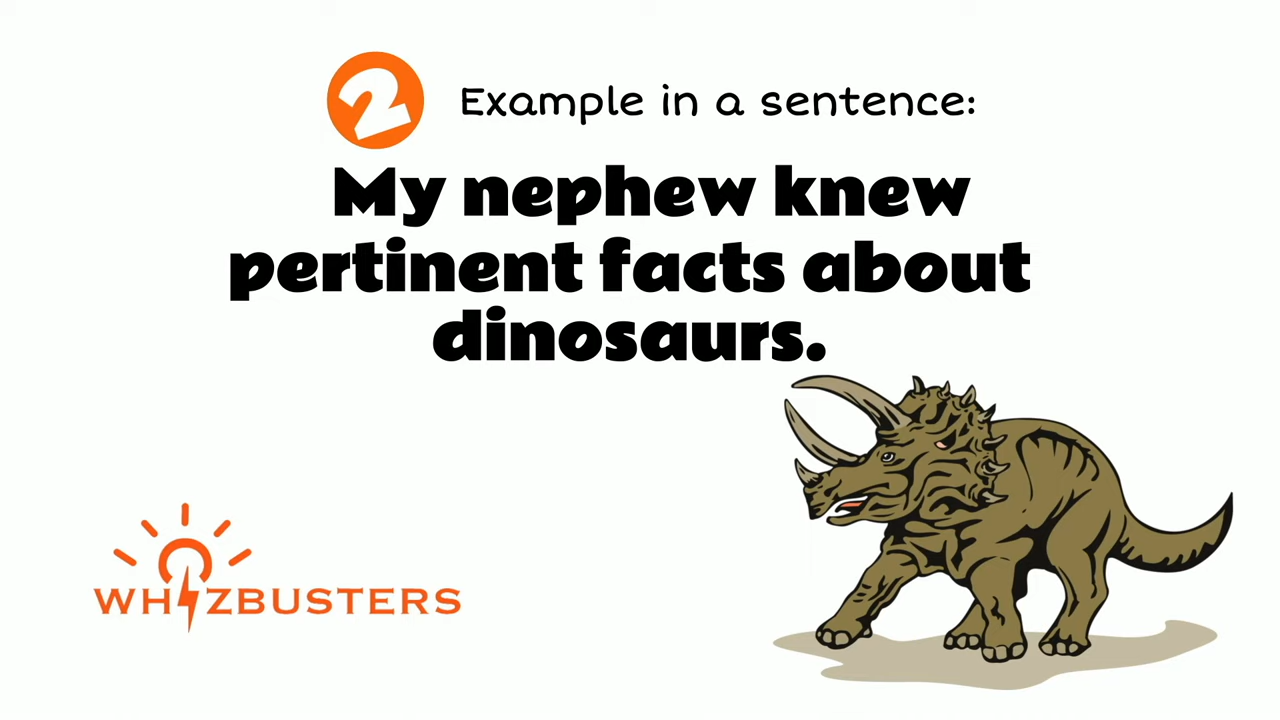 2 Example in a sentence:
My nephew knew
pertinent facts about
dinosaurs.
WHIZBUSTERS